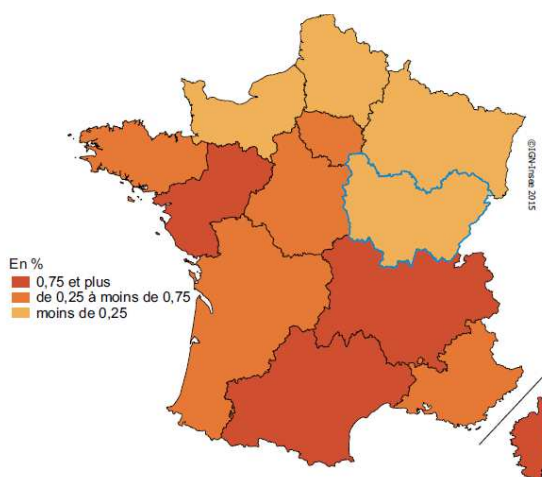 ©IGN-Insee 2015
En %
0,75 et plus
de 0,25 à moins de 0,75
moins de 0,25